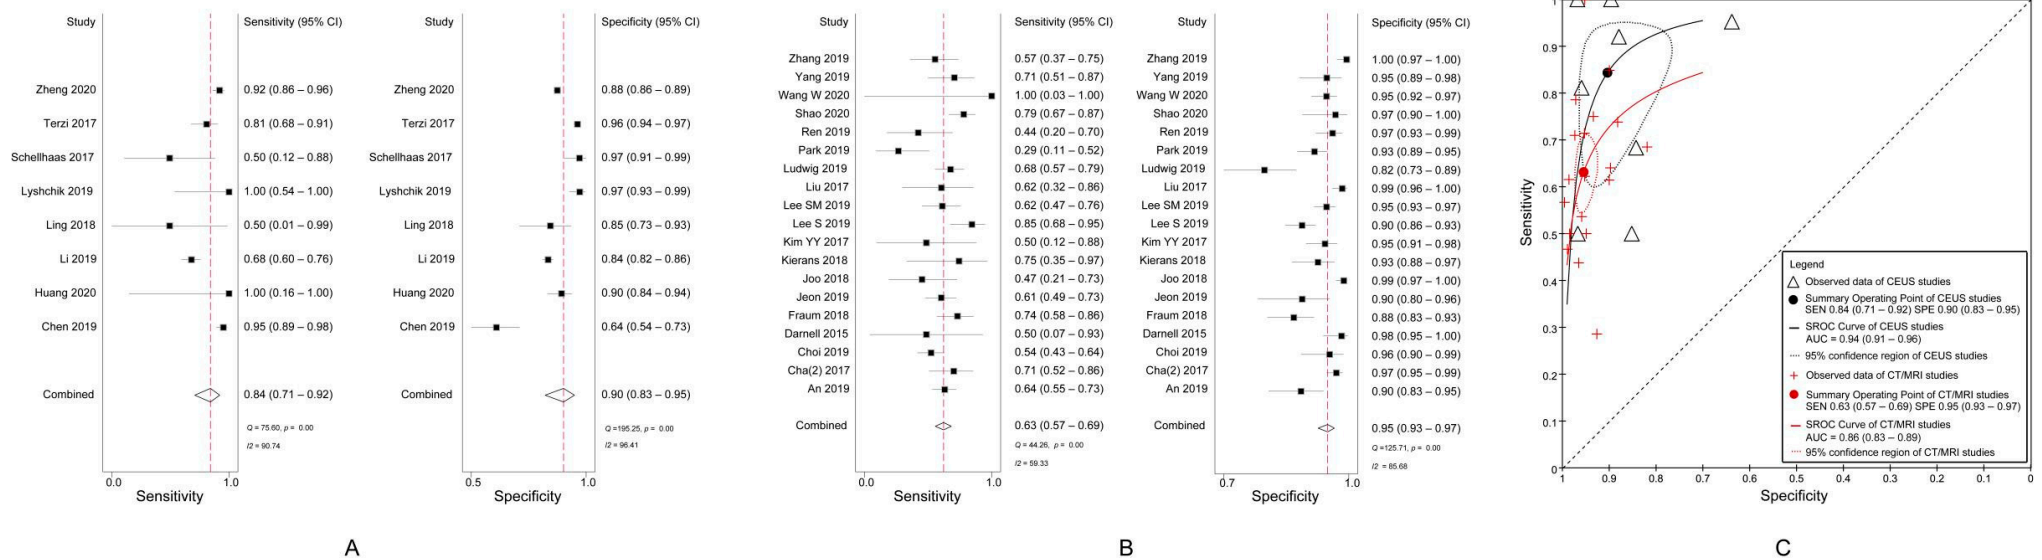 Study Sensitivity (95% CI)
Zheng 2020 0.92 (0.86 – 0.96)
Terzi 2017 0.81 (0.68 – 0.91)
Schellhaas 2017 0.50 (0.12 – 0.88)
Lyshchik 2019 1.00 (0.54 – 1.00)
Ling 2018 0.50 (0.01 – 0.99)
Li 2019 0.68 (0.60 – 0.76)
Huang 2020 1.00 (0.16 – 1.00)
Chen 2019 0.95 (0.89 – 0.98)
Combined 0.84 (0.71 – 0.92)
Q = 75.60, p = 0.00
I2 = 90.74
0.0 1.0
Sensitivity
Study Specificity (95% CI)
Zheng 2020 0.88 (0.86 – 0.89)
Terzi 2017 0.96 (0.94 – 0.97)
Schellhaas 2017 0.97 (0.91 – 0.99)
Lyshchik 2019 0.97 (0.93 – 0.99)
Ling 2018 0.85 (0.73 – 0.93)
Li 2019 0.84 (0.82 – 0.86)
Huang 2020 0.90 (0.84 – 0.94)
Chen 2019 0.64 (0.54 – 0.73)
Combined 0.90 (0.83 – 0.95)
Q =195.25, p = 0.00
I2 = 96.41
0.5 1.0
Specificity
A
Study Sensitivity (95% CI)
Zhang 2019 0.57 (0.37 – 0.75)
Yang 2019 0.71 (0.51 – 0.87)
Wang W 2020 1.00 (0.03 – 1.00)
Shao 2020 0.79 (0.67 – 0.87)
Ren 2019 0.44 (0.20 – 0.70)
Park 2019 0.29 (0.11 – 0.52)
Ludwig 2019 0.68 (0.57 – 0.79)
Liu 2017 0.62 (0.32 – 0.86)
Lee SM 2019 0.62 (0.47 – 0.76)
Lee S 2019 0.85 (0.68 – 0.95)
Kim YY 2017 0.50 (0.12 – 0.88)
Kierans 2018 0.75 (0.35 – 0.97)
Joo 2018 0.47 (0.21 – 0.73)
Jeon 2019 0.61 (0.49 – 0.73)
Fraum 2018 0.74 (0.58 – 0.86)
Darnell 2015 0.50 (0.07 – 0.93)
Choi 2019 0.54 (0.43 – 0.64)
Cha(2) 2017 0.71 (0.52 – 0.86)
An 2019 0.64 (0.55 – 0.73)
Combined 0.63 (0.57 – 0.69)
Q = 44.26, p = 0.00
I2 = 59.33
0.0 1.0
Sensitivity
Study Specificity (95% CI)
Zhang 2019 1.00 (0.97 – 1.00)
Yang 2019 0.95 (0.89 – 0.98)
Wang W 2020 0.95 (0.92 – 0.97)
Shao 2020 0.97 (0.90 – 1.00)
Ren 2019 0.97 (0.93 – 0.99)
Park 2019 0.93 (0.89 – 0.95)
Ludwig 2019 0.82 (0.73 – 0.89)
Liu 2017 0.99 (0.96 – 1.00)
Lee SM 2019 0.95 (0.93 – 0.97)
Lee S 2019 0.90 (0.86 – 0.93)
Kim YY 2017 0.95 (0.91 – 0.98)
Kierans 2018 0.93 (0.88 – 0.97)
Joo 2018 0.99 (0.97 – 1.00)
Jeon 2019 0.90 (0.80 – 0.96)
Fraum 2018 0.88 (0.83 – 0.93)
Darnell 2015 0.98 (0.95 – 1.00)
Choi 2019 0.96 (0.90 – 0.99)
Cha(2) 2017 0.97 (0.95 – 0.99)
An 2019 0.90 (0.83 – 0.95)
Combined 0.95 (0.93 – 0.97)
Q =125.71, p = 0.00
I2 = 85.68
0.7 1.0
Specificity
B
Sensitivity
0.9
0.8
0.7
0.6
0.5
0.4
0.3
0.2
0.1
0
Legend
Observed data of CEUS studies
Summary Operating Point of CEUS studies
SEN 0.84 (0.71 – 0.92) SPE 0.90 (0.83 – 0.95)
SROC Curve of CEUS studies
AUC = 0.94 (0.91 – 0.96)
95% confidence region of CEUS studies
Observed data of CT/MRI studies
Summary Operating Point of CT/MRI studies
SEN 0.63 (0.57 – 0.69) SPE 0.95 (0.93 – 0.97)
SROC Curve of CT/MRI studies
AUC = 0.86 (0.83 – 0.89)
95% confidence region of CT/MRI studies
1 0.9 0.8 0.7 0.6 0.5 0.4 0.3 0.2 0.1 0
Specificity
C